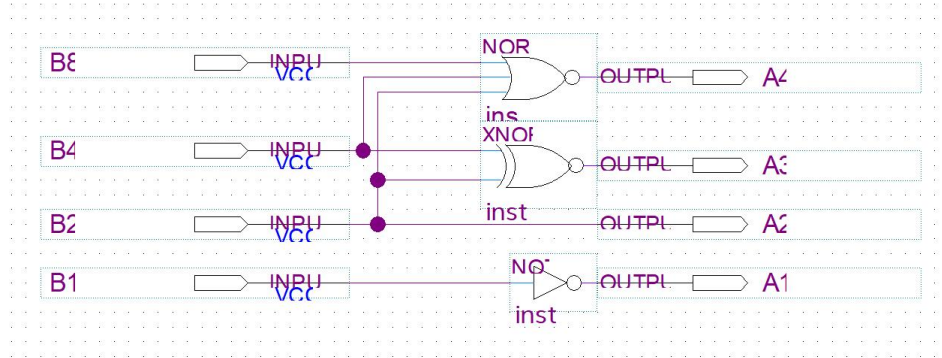 NOR
B8 INPU OUTPU A4
VCC
ins
XNOR
B4 INPU OUTPU A3
VCC
inst
B2 INPU OUTPU A2
VCC
NOT
B1 INPU OUTPU A1
VCC
inst